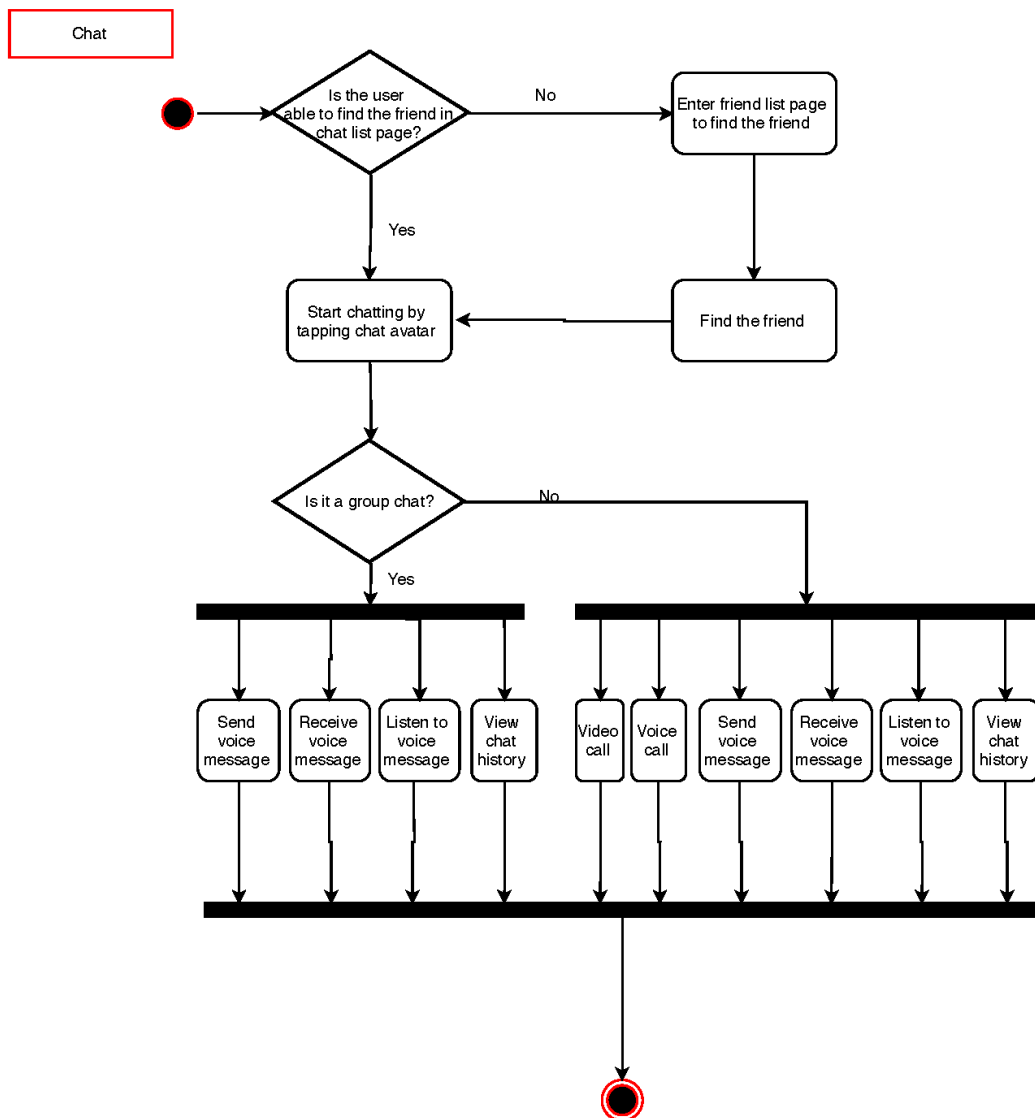 Chat
Is the user
able to find the friend in
chat list page?
No
Enter friend list page
to find the friend
Yes
Start chatting by
tapping chat avatar
Find the friend
Is it a group chat?
No
Yes
Send
voice
message
Receive
voice
message
Listen to
voice
message
View
chat
history
Video
call
Voice
call
Send
voice
message
Receive
voice
message
Listen to
voice
message
View
chat
history